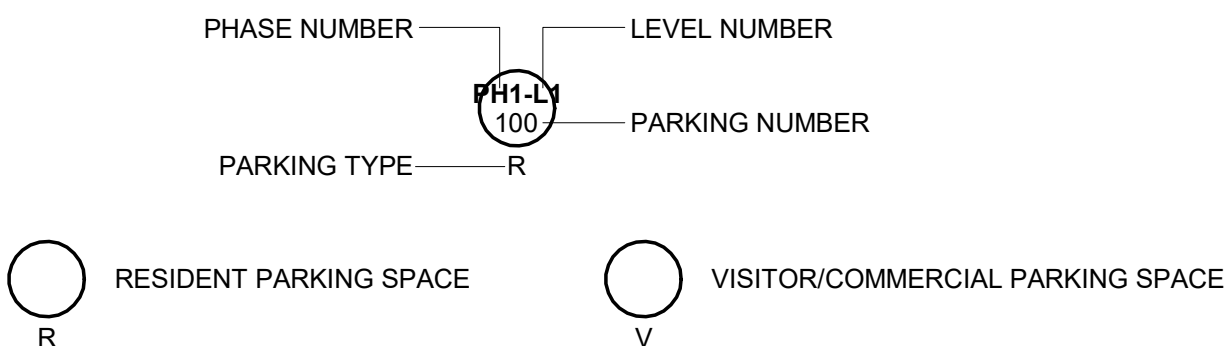 PHASE NUMBER
LEVEL NUMBER
PH1-L1
100
PARKING NUMBER
PARKING TYPE
R
RESIDENT PARKING SPACE
R
VISITOR/COMMERCIAL PARKING SPACE
V